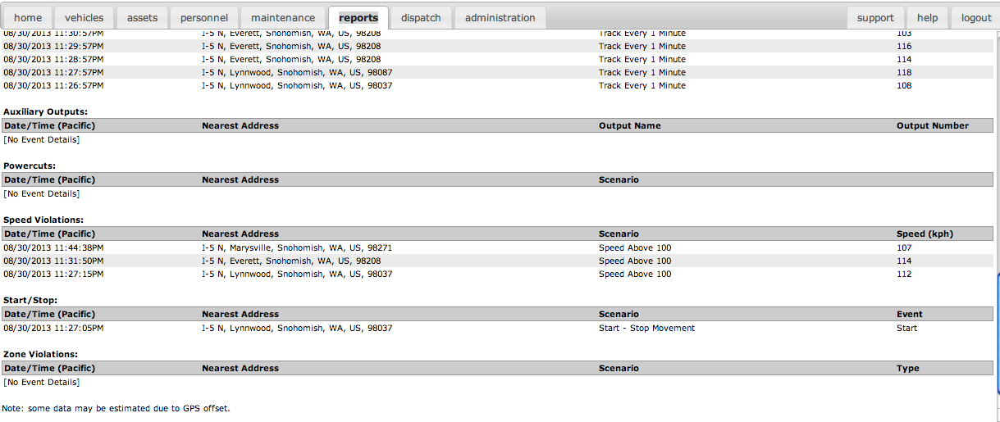 home vehicles assets personnel maintenance reports dispatch administration support help logout
08/30/2013 11:30:57PM I-5 N, Everett, Snohomish, WA, US, 98208 Track Every 1 Minute 103
08/30/2013 11:29:57PM I-5 N, Everett, Snohomish, WA, US, 98208 Track Every 1 Minute 116
08/30/2013 11:28:57PM I-5 N, Everett, Snohomish, WA, US, 98208 Track Every 1 Minute 114
08/30/2013 11:27:57PM I-5 N, Lynnwood, Snohomish, WA, US, 98087 Track Every 1 Minute 118
08/30/2013 11:26:57PM I-5 N, Lynnwood, Snohomish, WA, US, 98037 Track Every 1 Minute 108
Auxiliary Outputs:
Date/Time (Pacific) Nearest Address Output Name Output Number
[No Event Details]
Powercuts:
Date/Time (Pacific) Nearest Address Scenario
[No Event Details]
Speed Violations:
Date/Time (Pacific) Nearest Address Scenario Speed (kph)
08/30/2013 11:44:38PM I-5 N, Marysville, Snohomish, WA, US, 98271 Speed Above 100 107
08/30/2013 11:31:50PM I-5 N, Everett, Snohomish, WA, US, 98208 Speed Above 100 114
08/30/2013 11:27:15PM I-5 N, Lynnwood, Snohomish, WA, US, 98037 Speed Above 100 112
Start/Stop:
Date/Time (Pacific) Nearest Address Scenario Event
08/30/2013 11:27:05PM I-5 N, Lynnwood, Snohomish, WA, US, 98037 Start - Stop Movement Start
Zone Violations:
Date/Time (Pacific) Nearest Address Scenario Type
[No Event Details]
Note: some data may be estimated due to GPS offset.